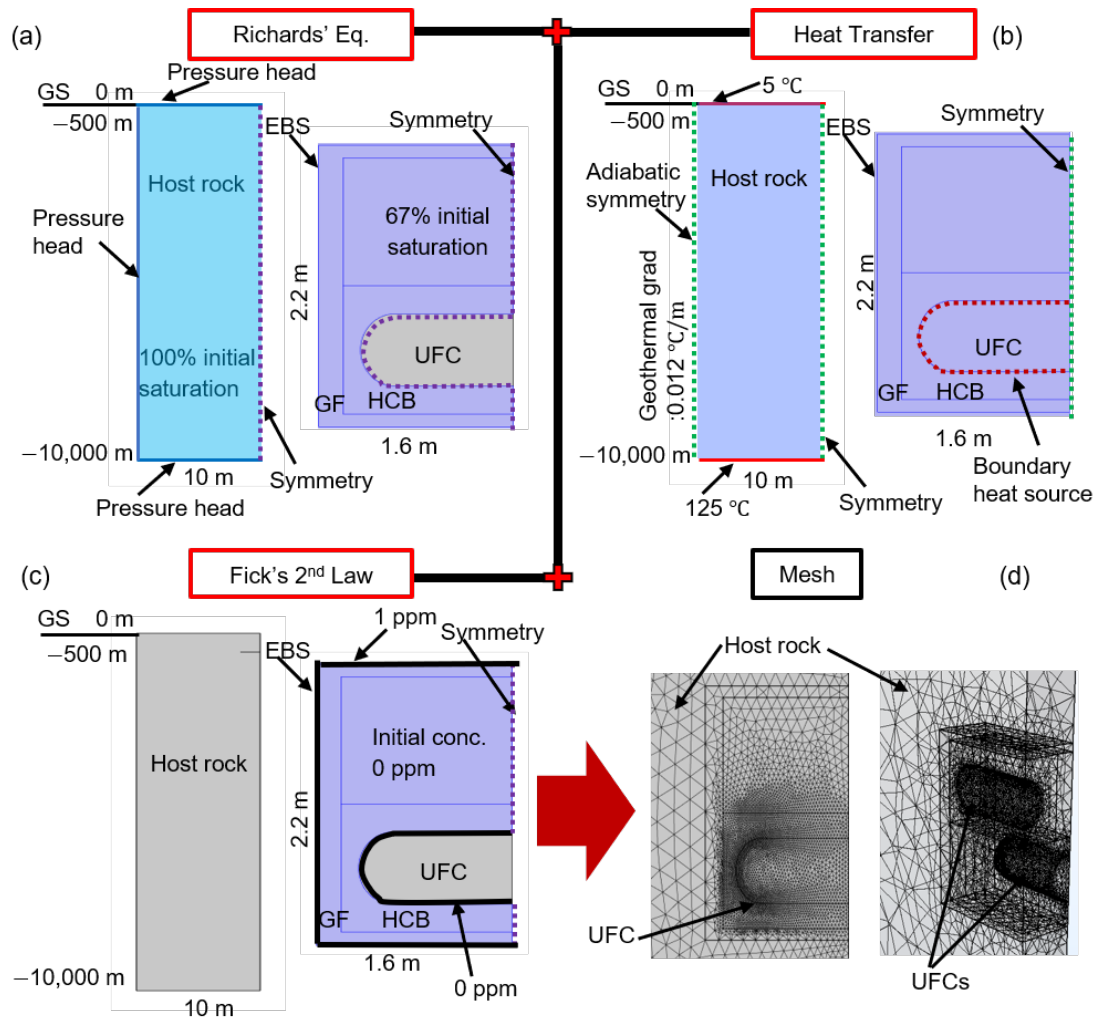 (a)
Richards' Eq.
Heat Transfer
(b)
Pressure head
GS
0 m
−500 m
EBS
Symmetry
Host rock
67% initial
saturation
Pressure
head
2.2 m
UFC
100% initial
saturation
GF
HCB
1.6 m
−10,000 m
10 m
Symmetry
Pressure head
5 ℃
GS
0 m
−500 m
EBS
Symmetry
Adiabatic
symmetry
Host rock
Geothermal grad
:0.012 ℃/m
2.2 m
UFC
GF
HCB
1.6 m
Boundary
heat source
−10,000 m
10 m
125 ℃
Symmetry
(c)
Fick's 2nd Law
Mesh
(d)
GS
0 m
−500 m
EBS
1 ppm
Symmetry
Host rock
Initial conc.
0 ppm
2.2 m
UFC
GF
HCB
1.6 m
0 ppm
−10,000 m
10 m
Host rock
UFC
UFCs